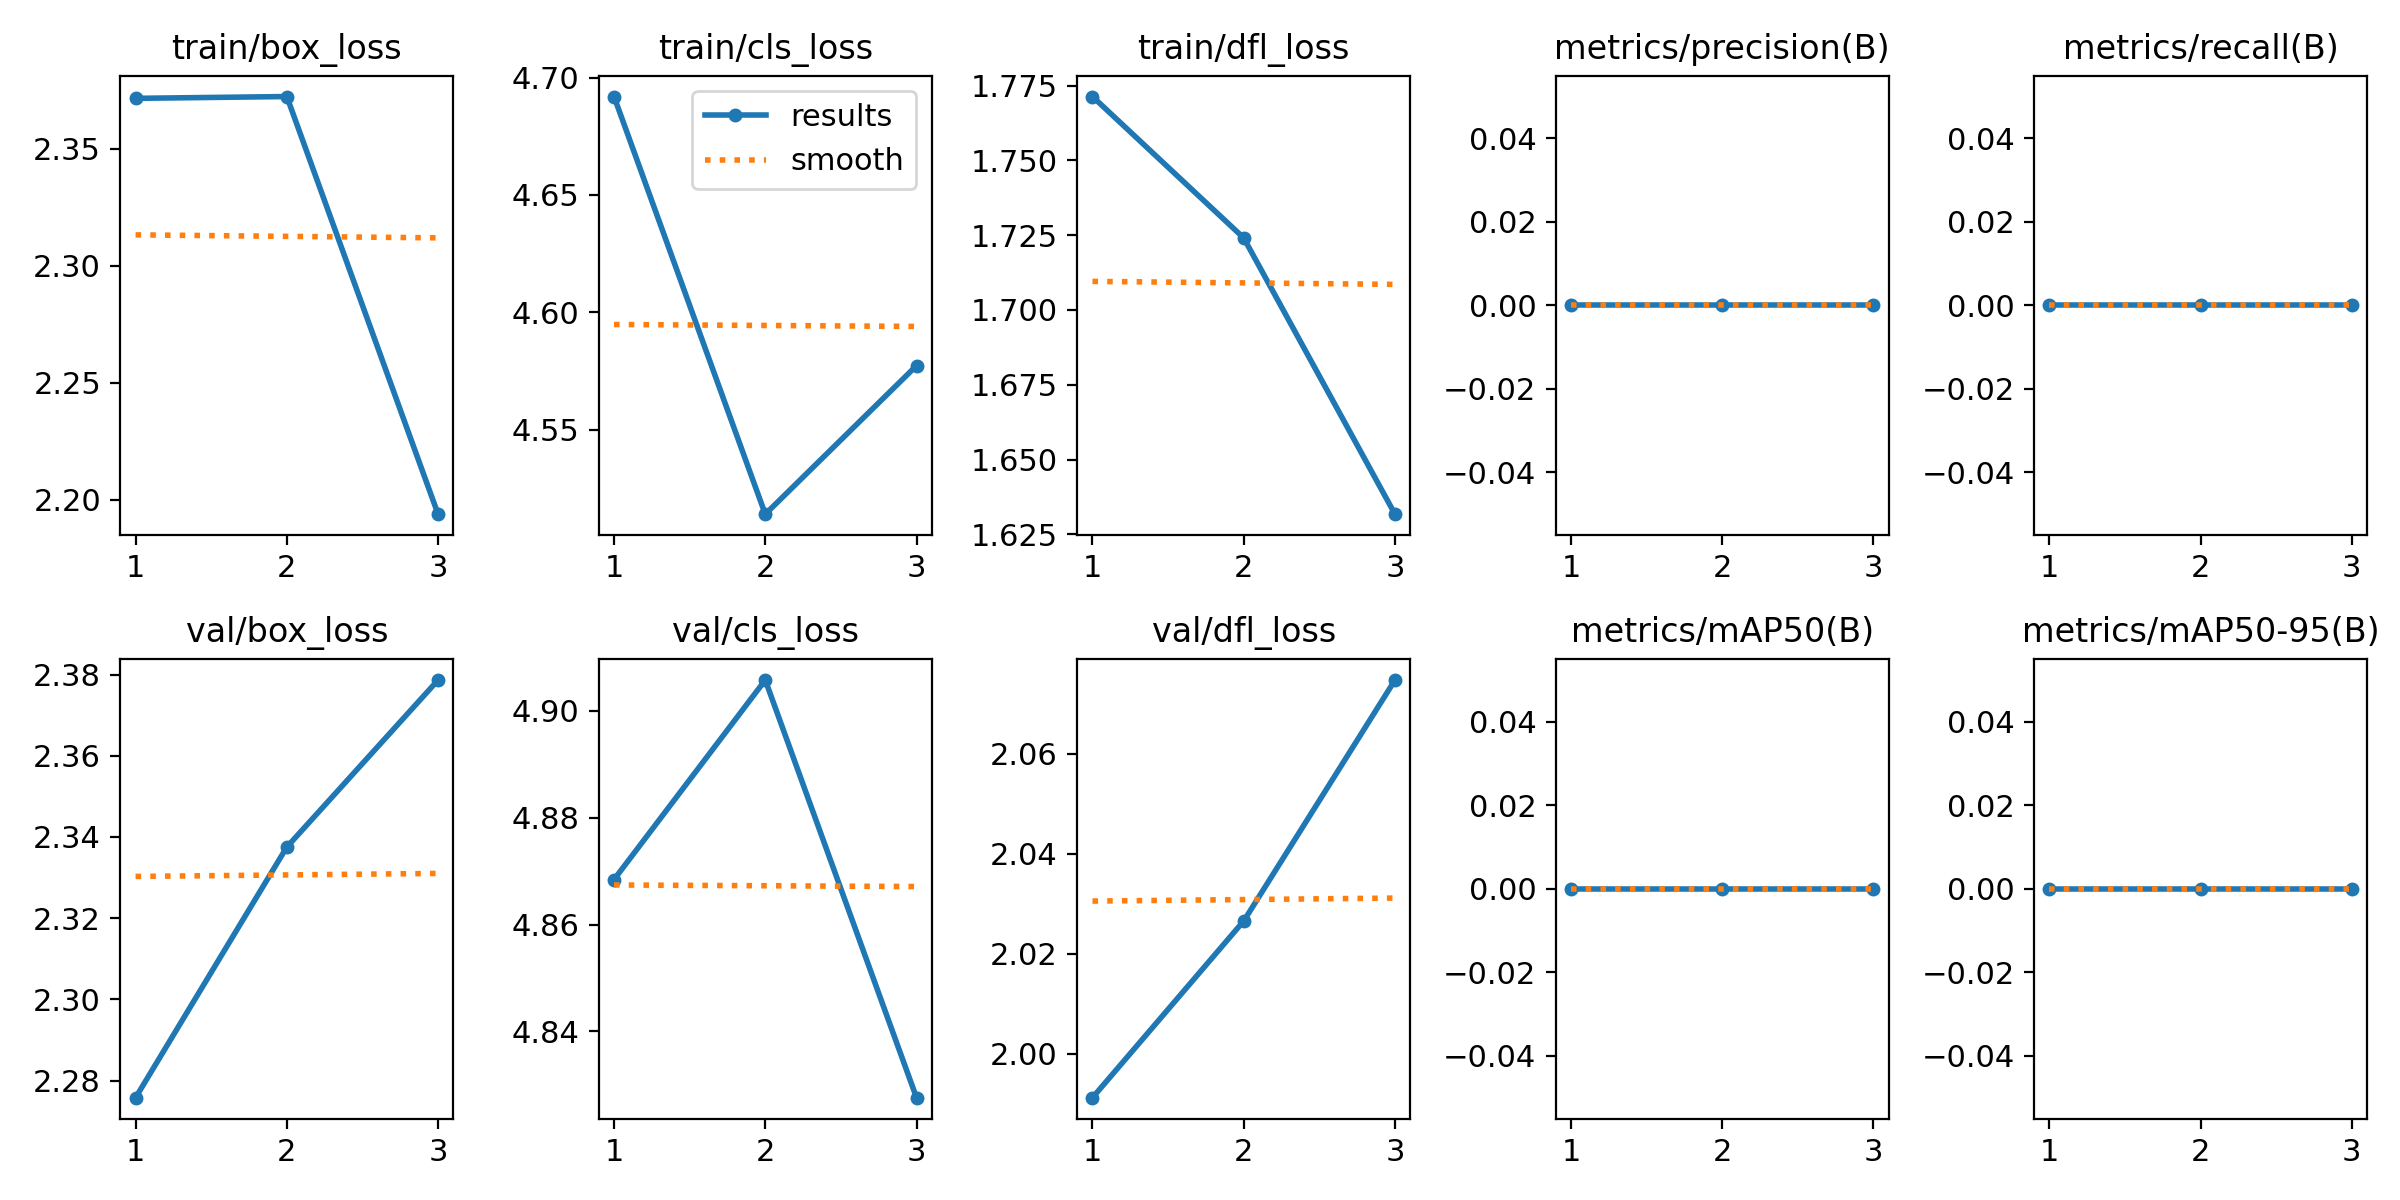 train/box_loss
2.35
2.30
2.25
2.20
1 2 3
train/cls_loss
4.70
4.65
4.60
4.55
results
smooth
1 2 3
train/dfl_loss
1.775
1.750
1.725
1.700
1.675
1.650
1.625
1 2 3
metrics/precision(B)
0.04
0.02
0.00
−0.02
−0.04
1 2 3
metrics/recall(B)
0.04
0.02
0.00
−0.02
−0.04
1 2 3
val/box_loss
2.38
2.36
2.34
2.32
2.30
2.28
1 2 3
val/cls_loss
4.90
4.88
4.86
4.84
1 2 3
val/dfl_loss
2.06
2.04
2.02
2.00
1 2 3
metrics/mAP50(B)
0.04
0.02
0.00
−0.02
−0.04
1 2 3
metrics/mAP50-95(B)
0.04
0.02
0.00
−0.02
−0.04
1 2 3